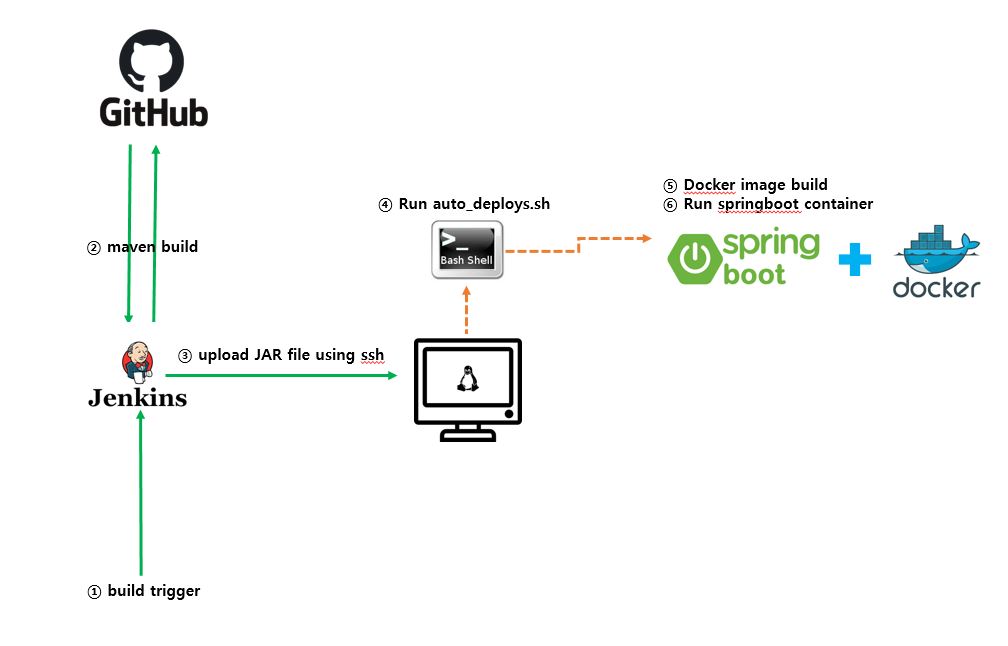 GitHub
④ Run auto_deploys.sh
⑤ Docker image build
⑥ Run springboot container
>_
Bash Shell
spring
boot
docker
② maven build
③ upload JAR file using ssh
Jenkins
① build trigger